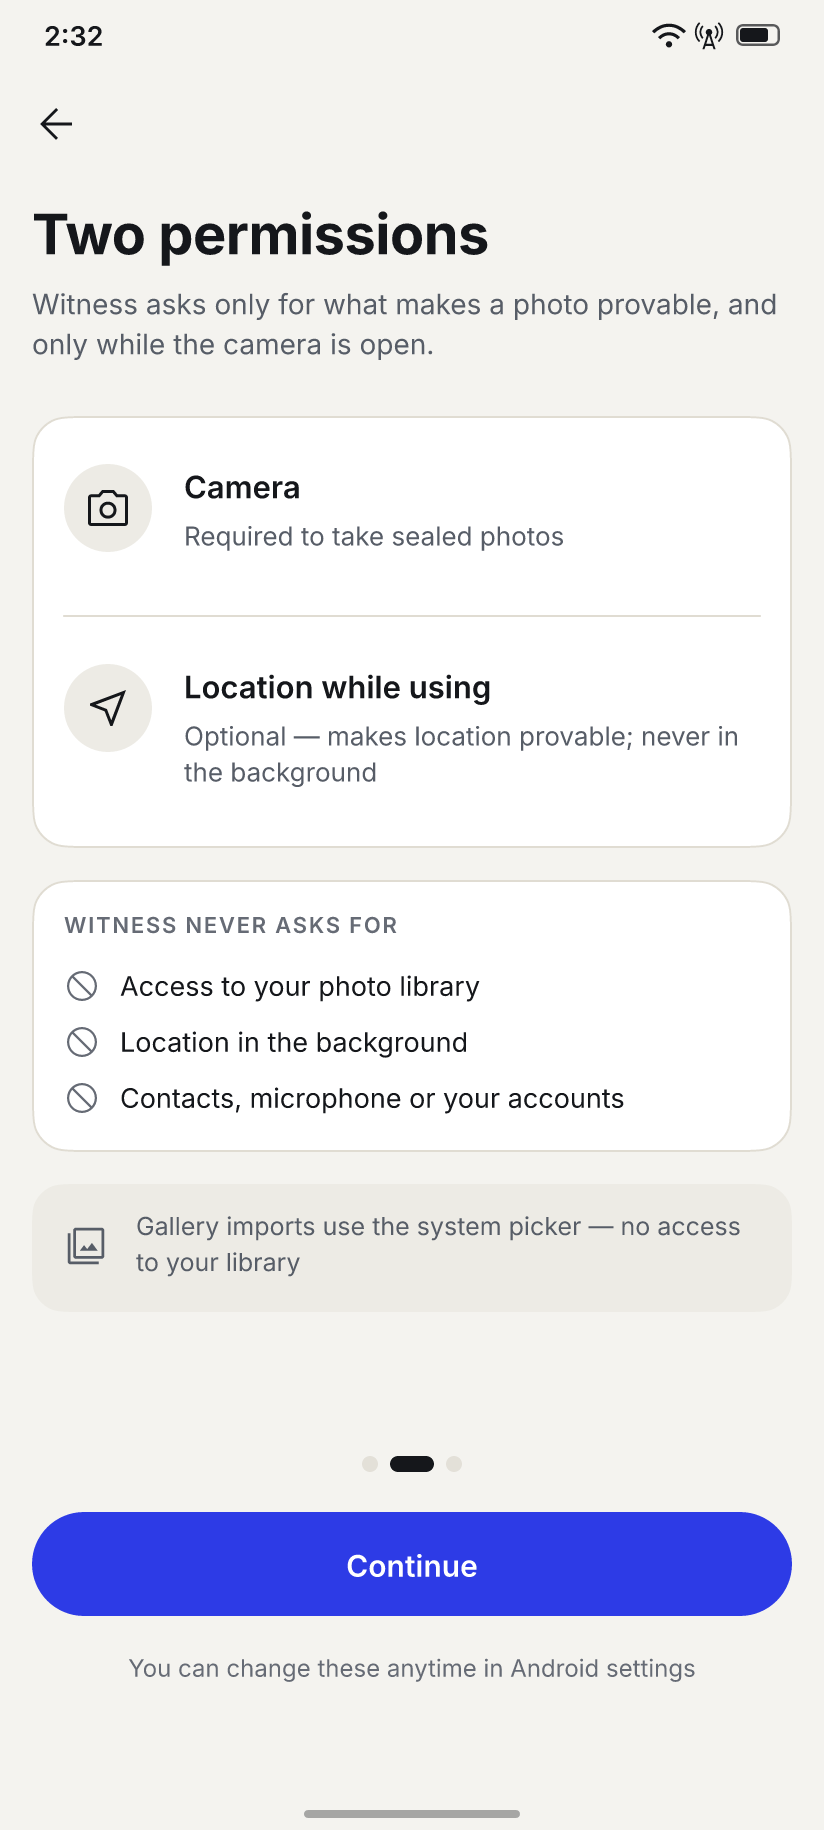 2:32
Two permissions
Witness asks only for what makes a photo provable, and
only while the camera is open.
Camera
Required to take sealed photos
Location while using
Optional — makes location provable; never in
the background
WITNESS NEVER ASKS FOR
Access to your photo library
Location in the background
Contacts, microphone or your accounts
Gallery imports use the system picker — no access
to your library
Continue
You can change these anytime in Android settings